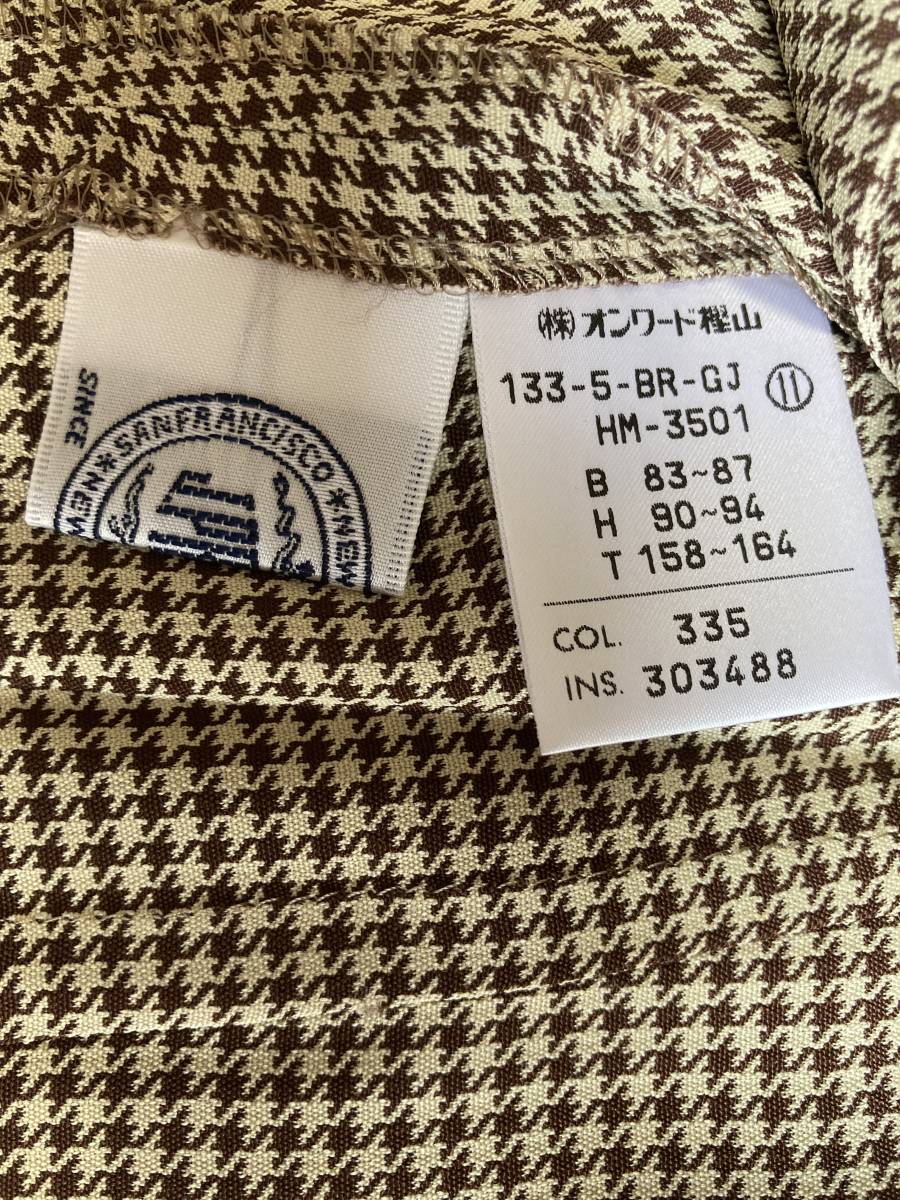 SINCE
NEW * SANFRANCISCO * NEW
(株)オンワード樫山
133-5-BR-GJ ⑪
HM-3501
B 83~87
H 90~94
T 158~164
COL. 335
INS. 303488